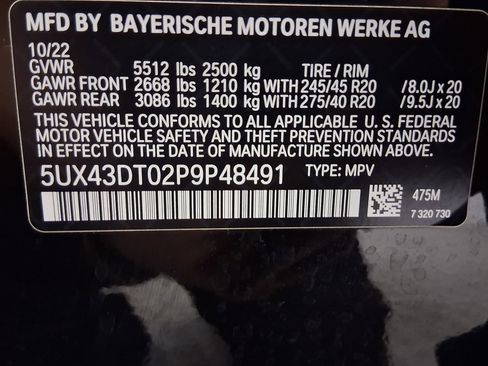 MFD BY BAYERISCHE MOTOREN WERKE AG
10/22
GVWR 5512 lbs 2500 kg TIRE / RIM
GAWR FRONT 2668 lbs 1210 kg WITH 245/45 R20 /8.0J x 20
GAWR REAR 3086 lbs 1400 kg WITH 275/40 R20 /9.5J x 20
THIS VEHICLE CONFORMS TO ALL APPLICABLE U. S. FEDERAL
MOTOR VEHICLE SAFETY AND THEFT PREVENTION STANDARDS
IN EFFECT ON THE DATE OF MANUFACTURE SHOWN ABOVE.
5UX43DT02P9P48491 TYPE: MPV
475M
7 320 730